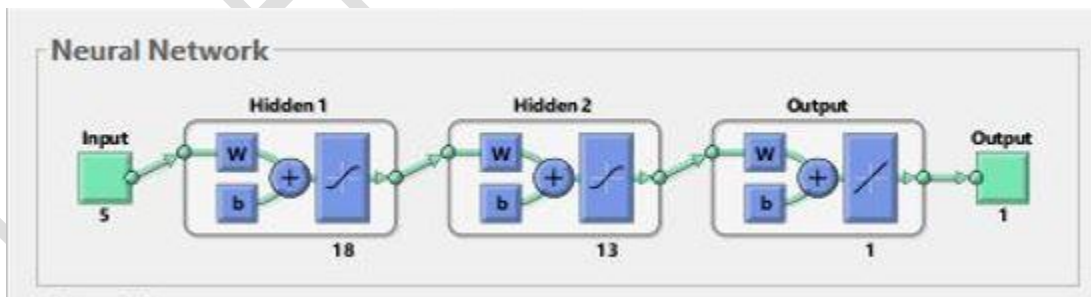 Neural Network
Hidden 1
Hidden 2
Output
Input
Output
W
b
+
W
b
+
W
b
+
5
18
13
1
1